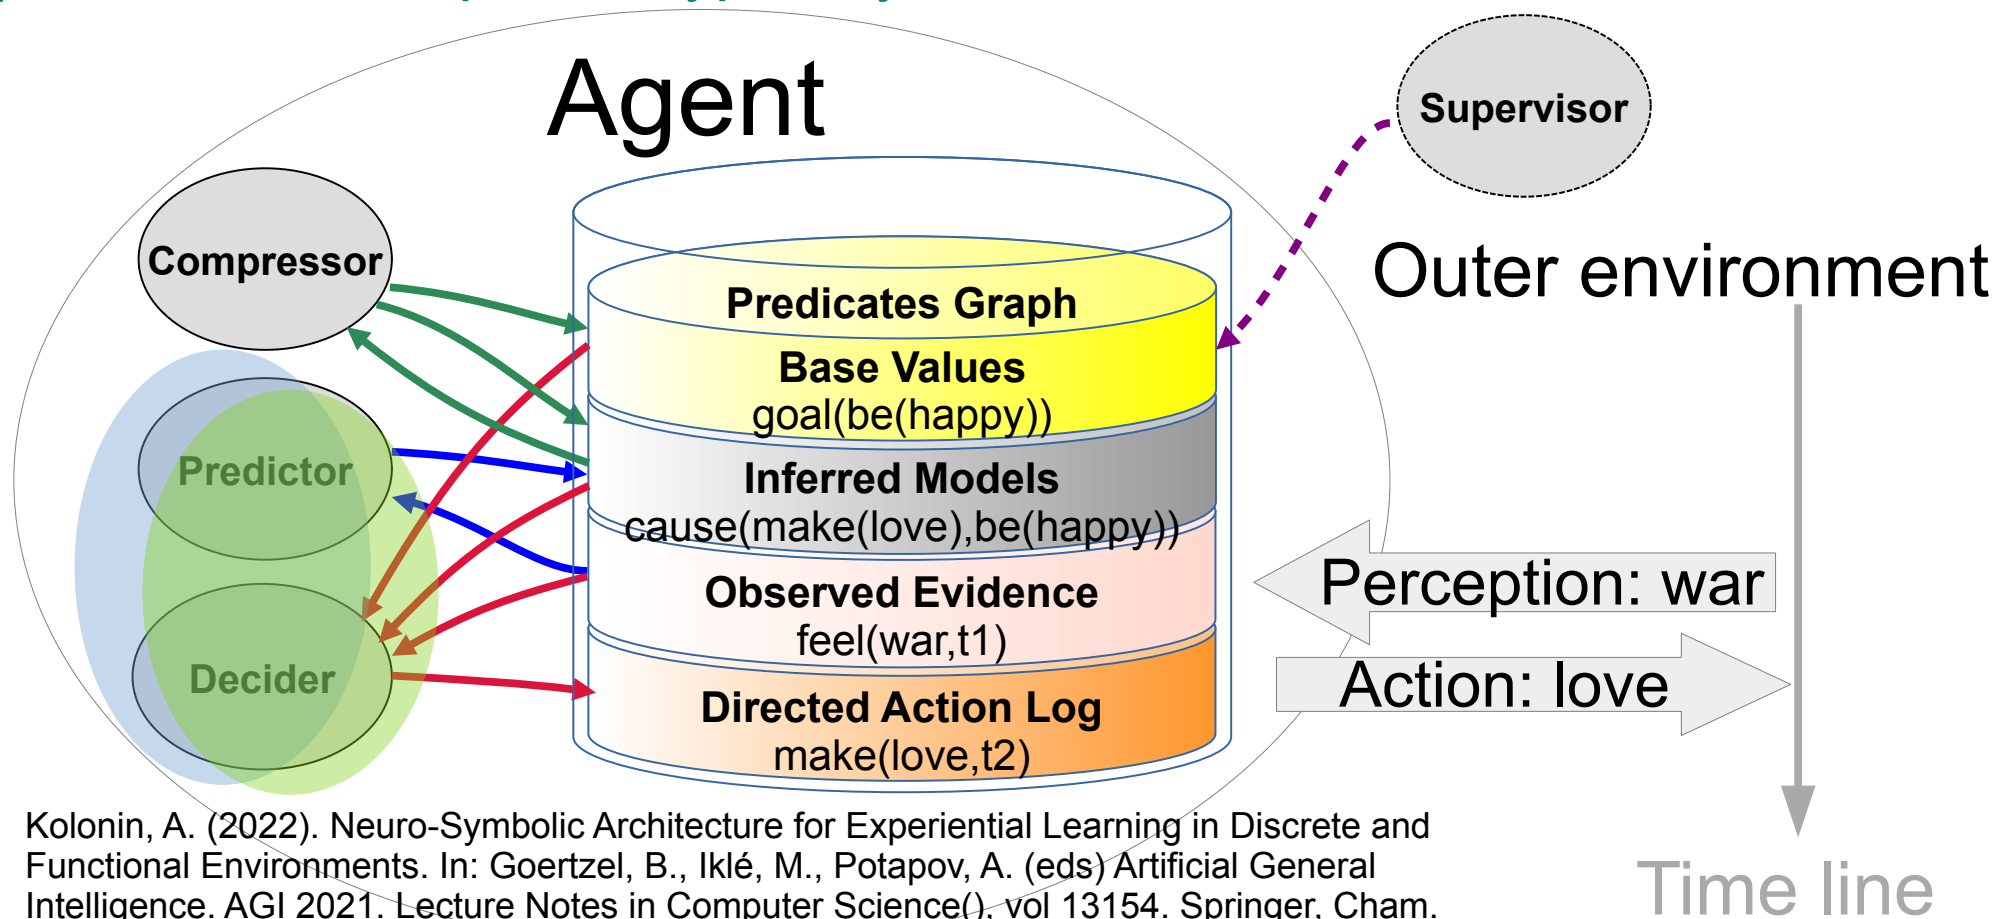 Agent
Supervisor
Compressor
Outer environment
Predicates Graph
Base Values
goal(be(happy))
Predictor
Inferred Models
cause(make(love),be(happy))
Perception: war
Observed Evidence
feel(war,t1)
Decider
Action: love
Directed Action Log
make(love,t2)
Kolonin, A. (2022). Neuro-Symbolic Architecture for Experiential Learning in Discrete and
Functional Environments. In: Goertzel, B., Iklé, M., Potapov, A. (eds) Artificial General
Intelligence. AGI 2021. Lecture Notes in Computer Science(), vol 13154. Springer, Cham.
Time line